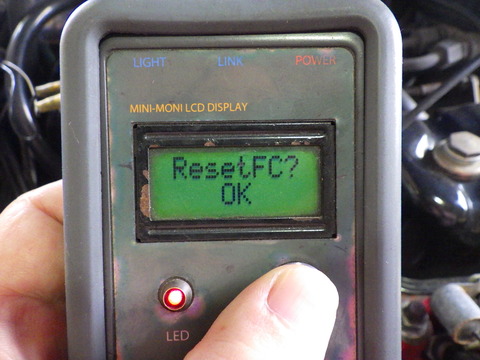 LIGHT LINK POWER
MINI-MONI LCD DISPLAY
ResetFC?
OK
LED